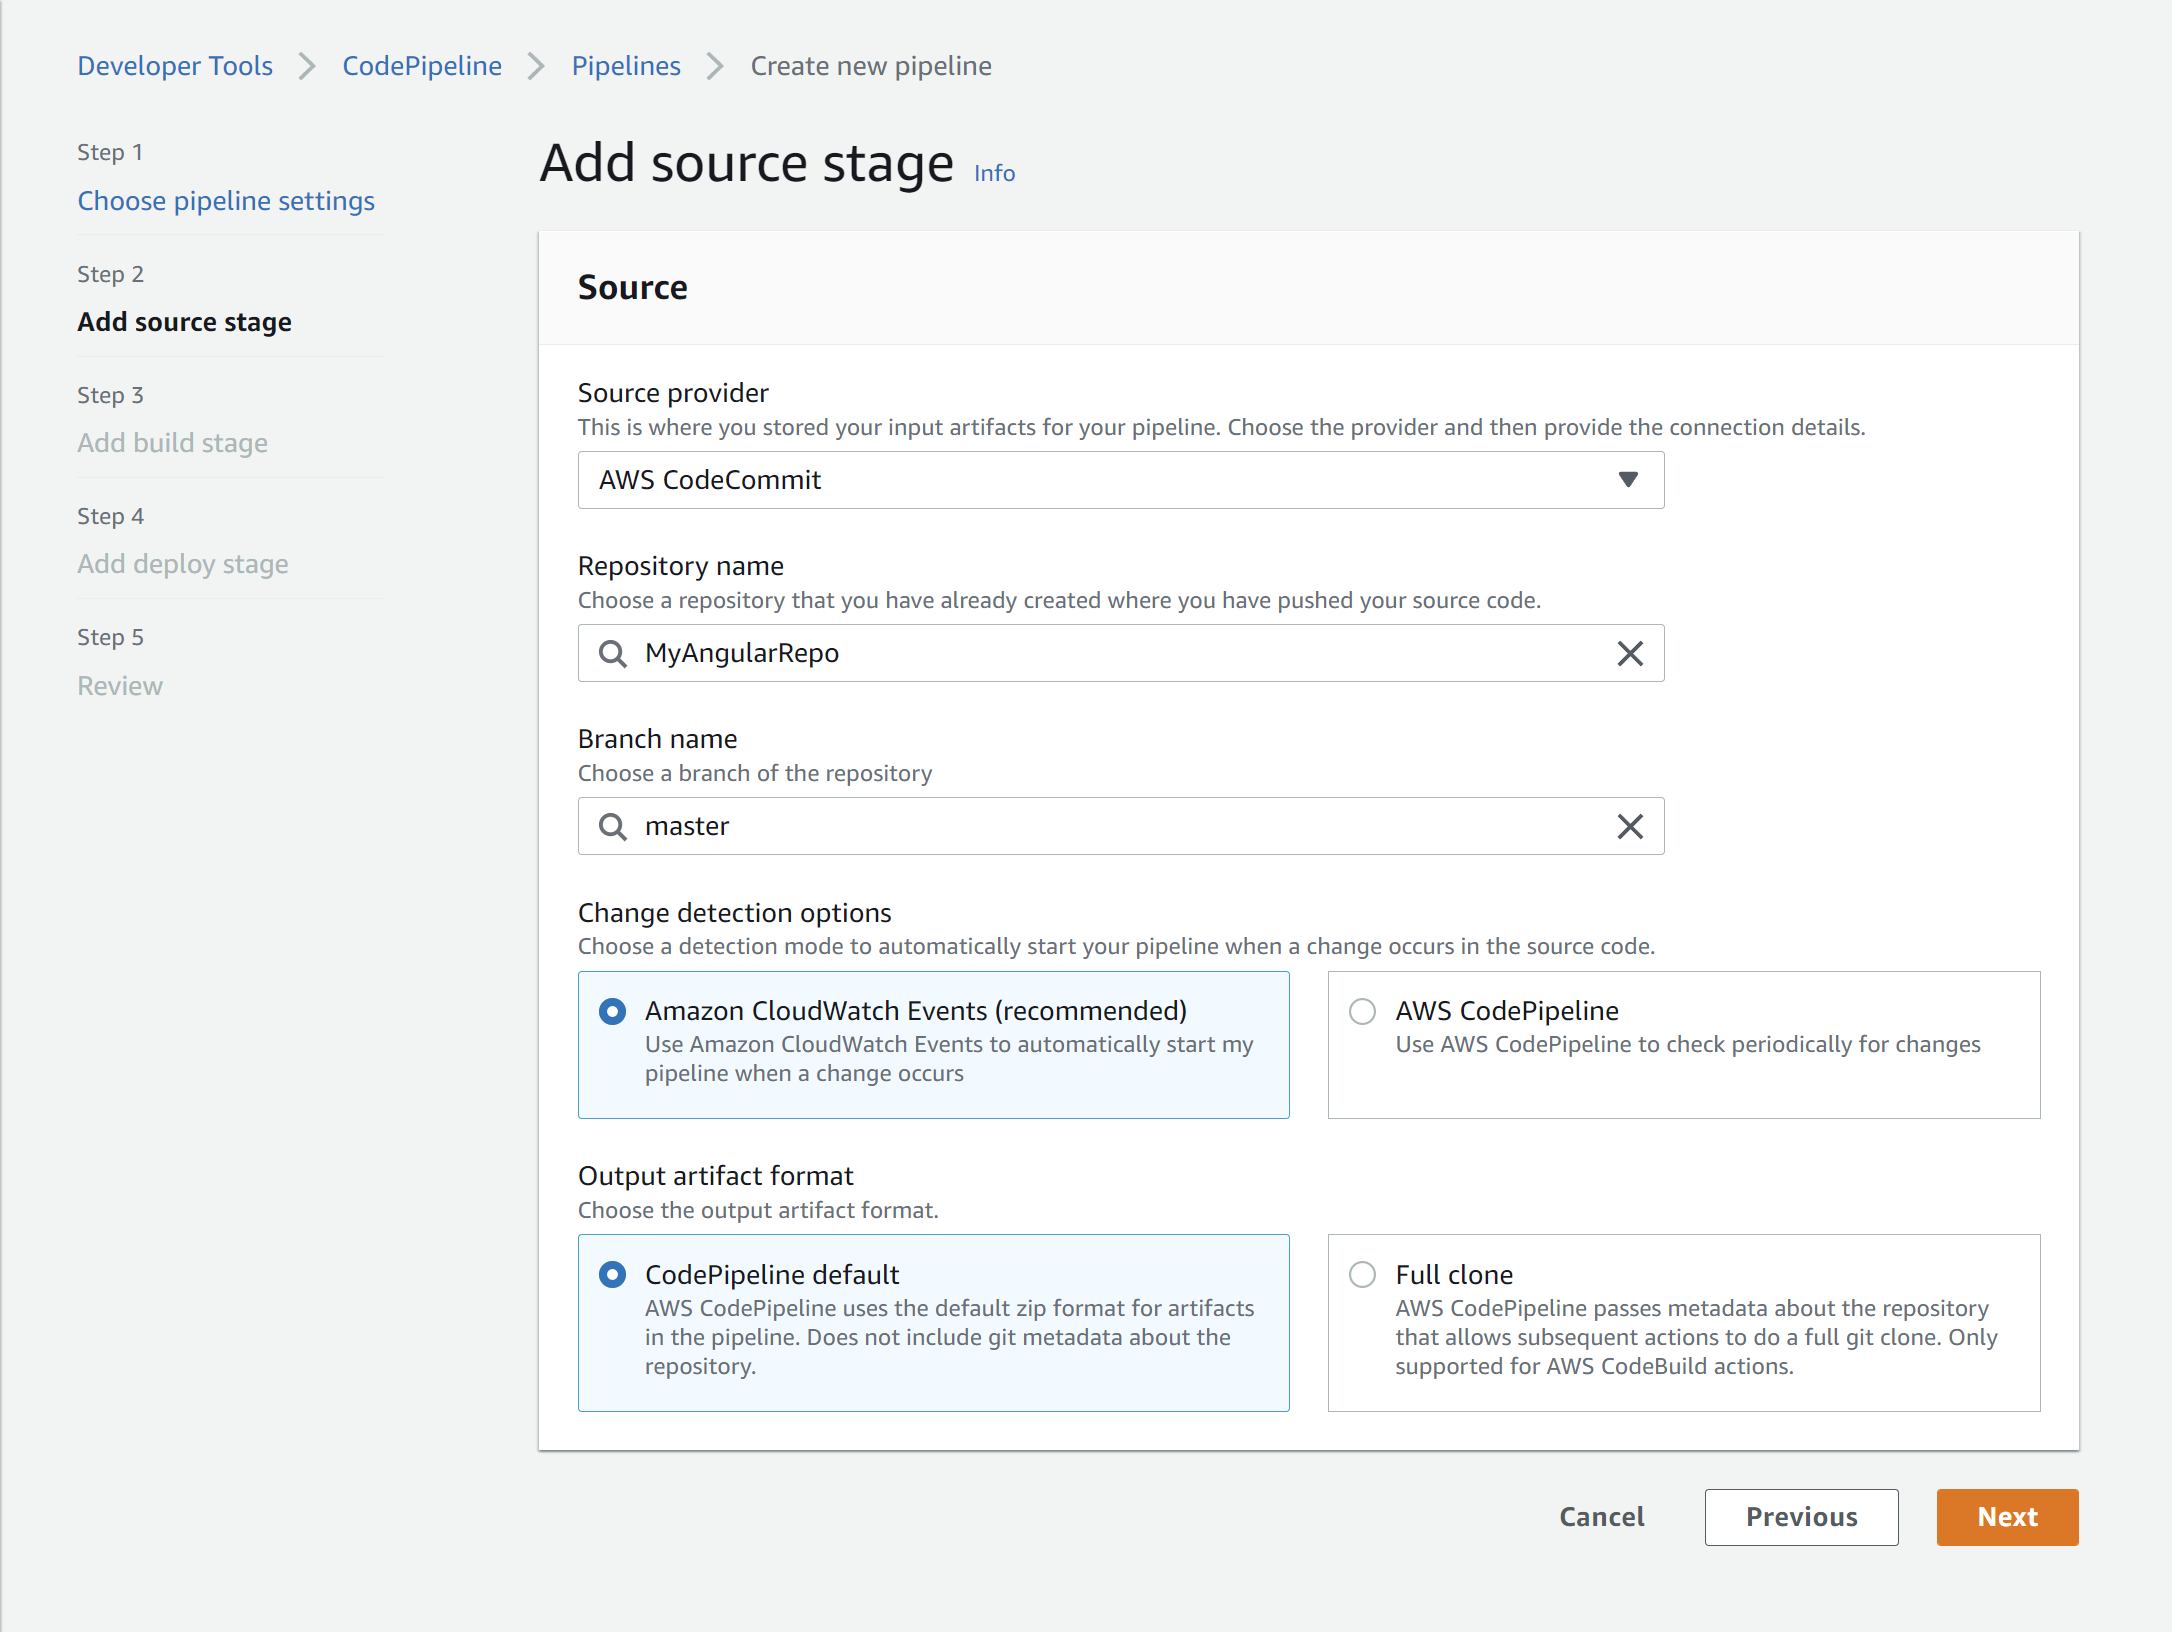 Developer Tools > CodePipeline > Pipelines > Create new pipeline
Step 1
Choose pipeline settings
Step 2
Add source stage
Step 3
Add build stage
Step 4
Add deploy stage
Step 5
Review
Add source stage Info
Source
Source provider
This is where you stored your input artifacts for your pipeline. Choose the provider and then provide the connection details.
AWS CodeCommit
Repository name
Choose a repository that you have already created where you have pushed your source code.
MyAngularRepo
Branch name
Choose a branch of the repository
master
Change detection options
Choose a detection mode to automatically start your pipeline when a change occurs in the source code.
Amazon CloudWatch Events (recommended)
Use Amazon CloudWatch Events to automatically start my
pipeline when a change occurs
AWS CodePipeline
Use AWS CodePipeline to check periodically for changes
Output artifact format
Choose the output artifact format.
CodePipeline default
AWS CodePipeline uses the default zip format for artifacts
in the pipeline. Does not include git metadata about the
repository.
Full clone
AWS CodePipeline passes metadata about the repository
that allows subsequent actions to do a full git clone. Only
supported for AWS CodeBuild actions.
Cancel
Previous
Next